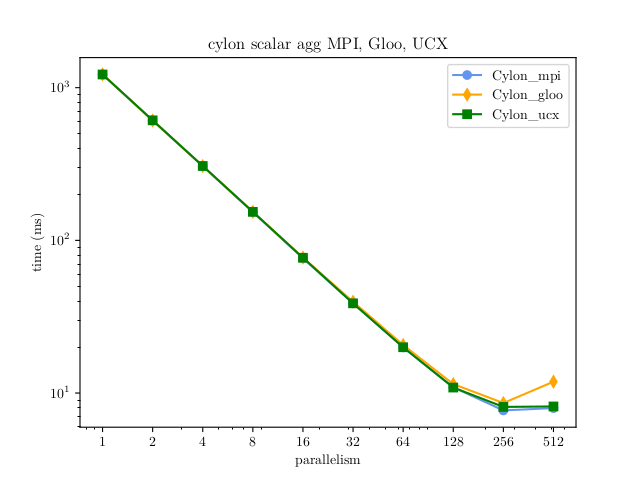 cylon scalar agg MPI, Gloo, UCX
Cylon_mpi
Cylon_gloo
Cylon_ucx
time (ms)
10³
10²
10¹
1 2 4 8 16 32 64 128 256 512
parallelism